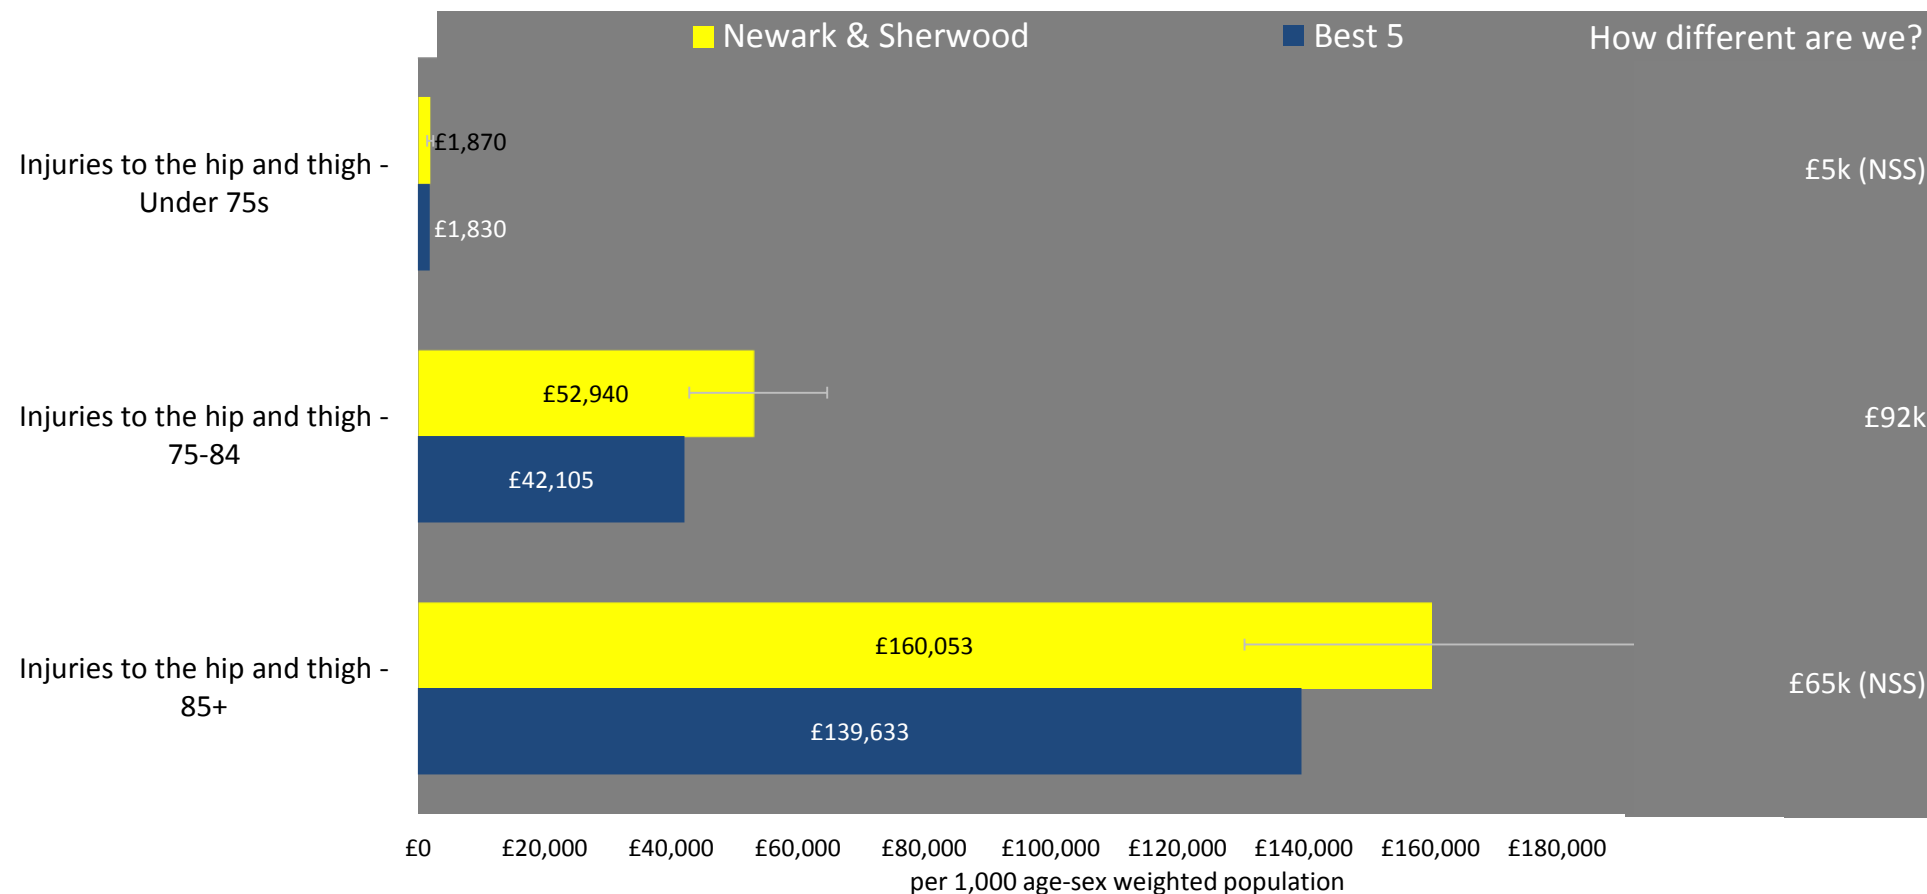 Newark & Sherwood
Best 5
How different are we?
Injuries to the hip and thigh -
Under 75s
£1,870
£1,830
£5k (NSS)
Injuries to the hip and thigh -
75-84
£52,940
£42,105
£92k
Injuries to the hip and thigh -
85+
£160,053
£139,633
£65k (NSS)
£0 £20,000 £40,000 £60,000 £80,000 £100,000 £120,000 £140,000 £160,000 £180,000
per 1,000 age-sex weighted population